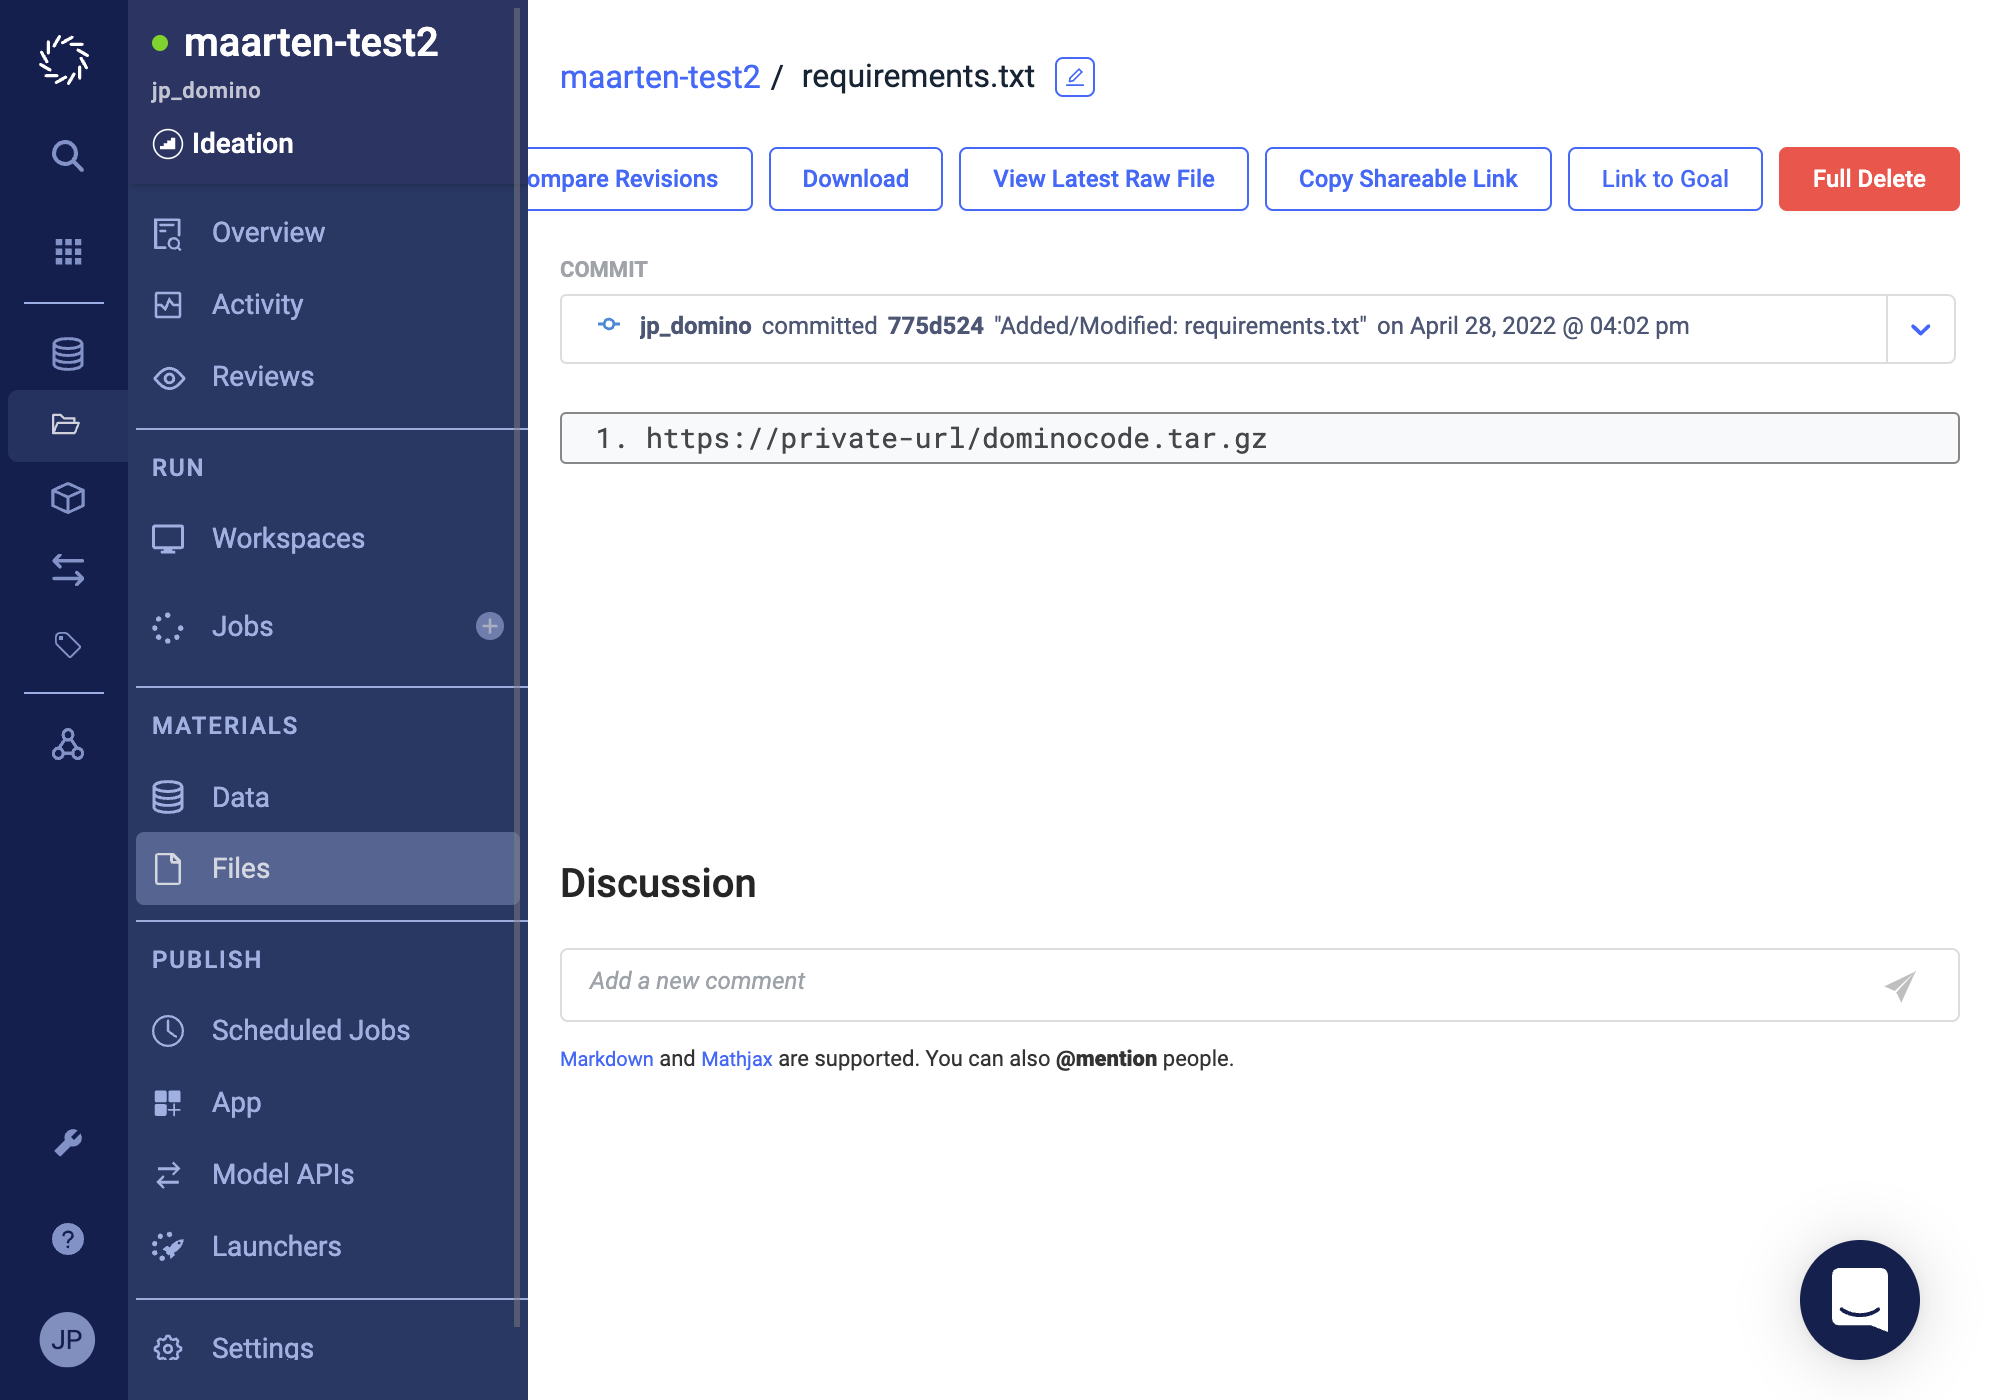 maarten-test2
jp_domino
Ideation
Overview
Activity
Reviews
RUN
Workspaces
Jobs
MATERIALS
Data
Files
PUBLISH
Scheduled Jobs
App
Model APIs
Launchers
Settings
?
JP
maarten-test2 / requirements.txt
ompare Revisions
Download
View Latest Raw File
Copy Shareable Link
Link to Goal
Full Delete
COMMIT
jp_domino committed 775d524 "Added/Modified: requirements.txt" on April 28, 2022 @ 04:02 pm
1. https://private-url/dominocode.tar.gz
Discussion
Add a new comment
Markdown and Mathjax are supported. You can also @mention people.